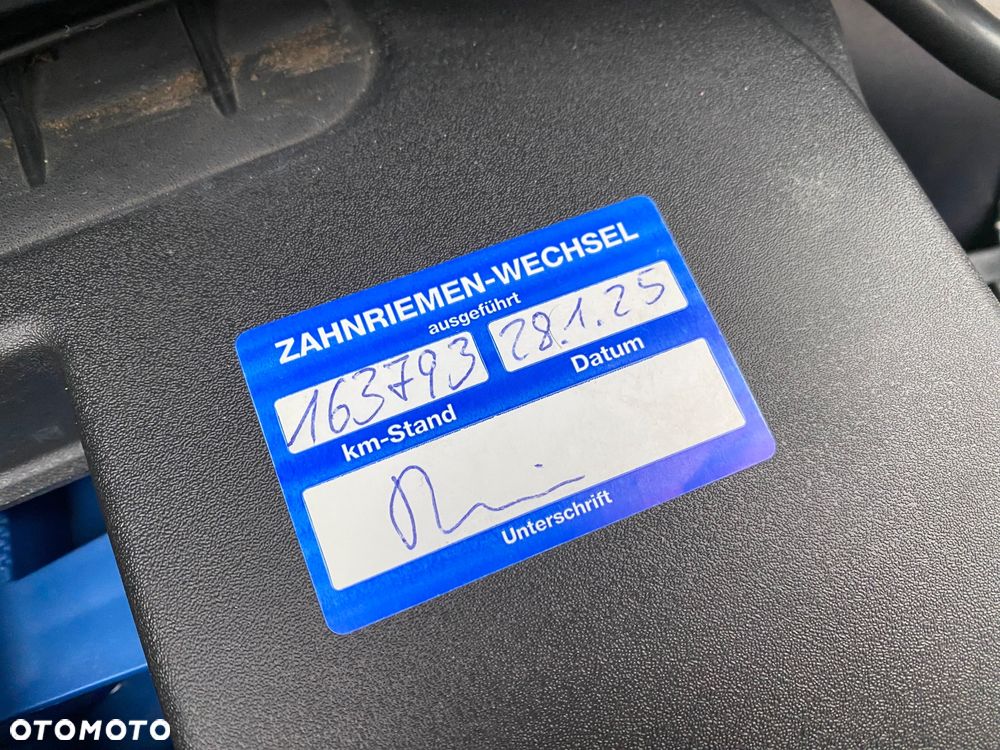 ZAHNRIEMEN-WECHSEL
ausgeführt
163793 28.1.25
km-Stand Datum
Unterschrift
OTOMOTO